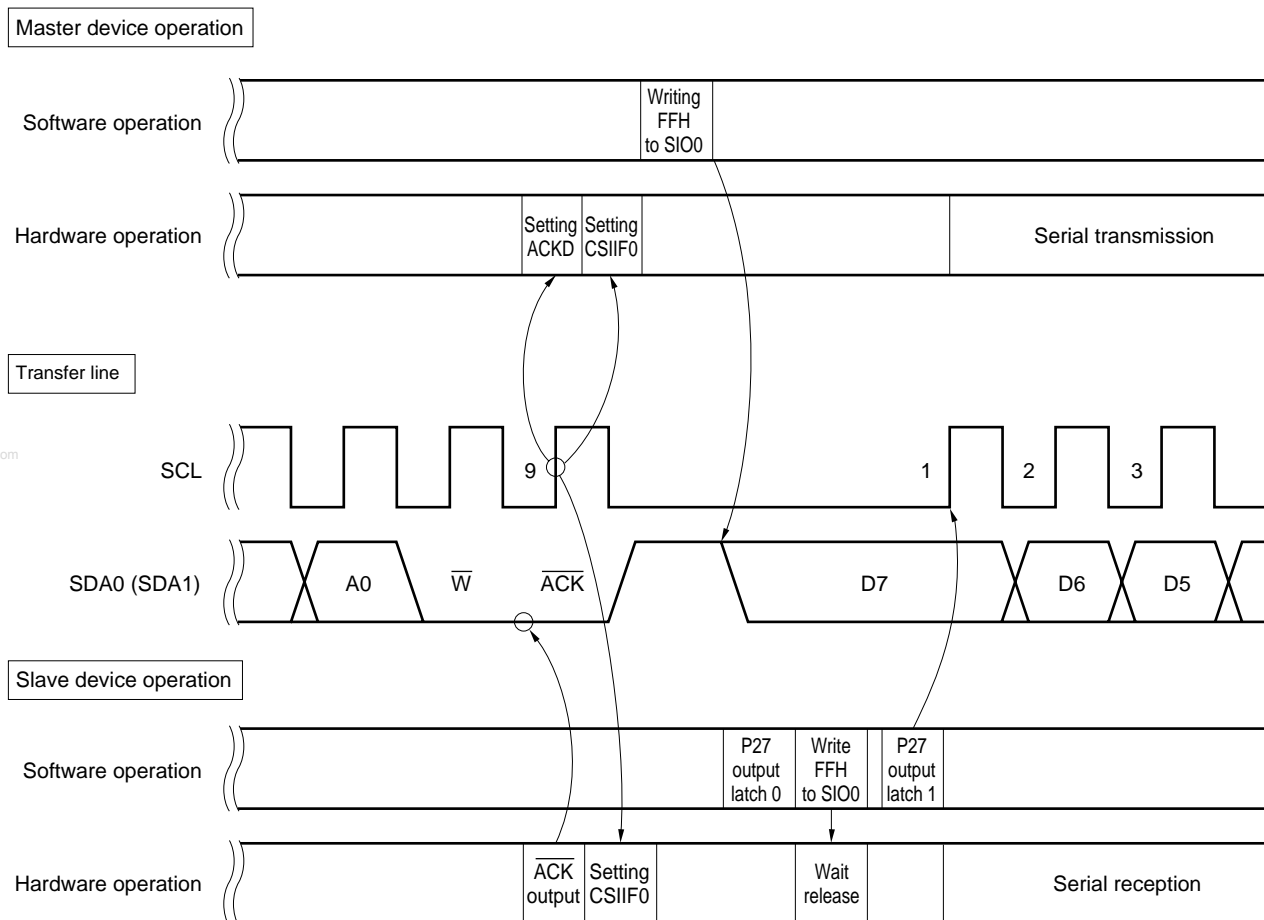 Master device operation
Software operation
Writing
FFH
to SIO0
Hardware operation
Setting
ACKD
Setting
CSIIF0
Serial transmission
Transfer line
om
SCL
9
1
2
3
SDA0 (SDA1)
A0
W̅
A̅C̅K̅
D7
D6
D5
Slave device operation
Software operation
P27
output
latch 0
Write
FFH
to SIO0
P27
output
latch 1
Hardware operation
A̅C̅K̅
output
Setting
CSIIF0
Wait
release
Serial reception